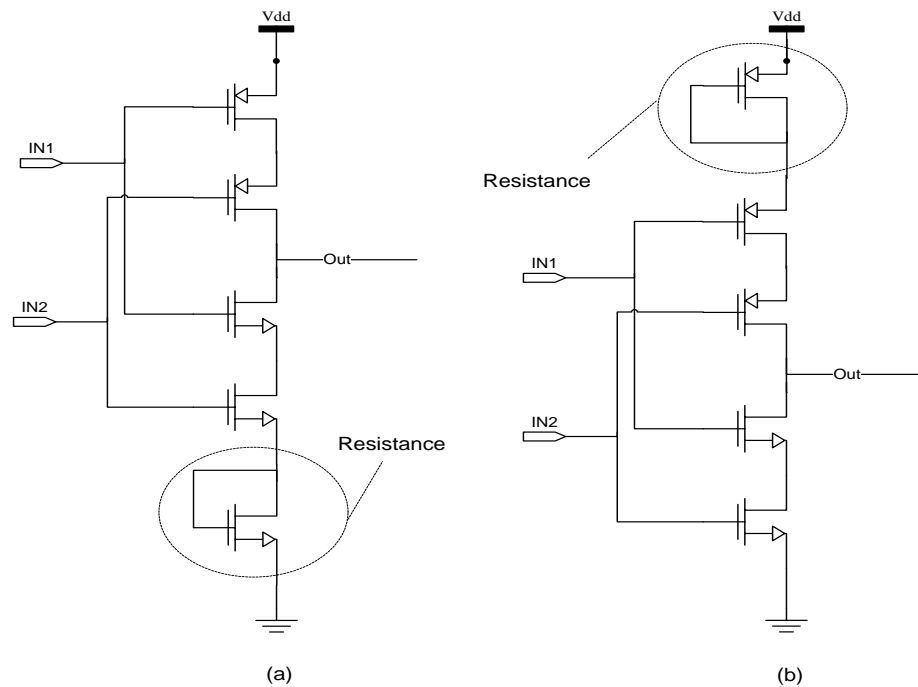 Vdd
IN1
IN2
Out
Resistance
(a)
Vdd
Resistance
IN1
IN2
Out
(b)